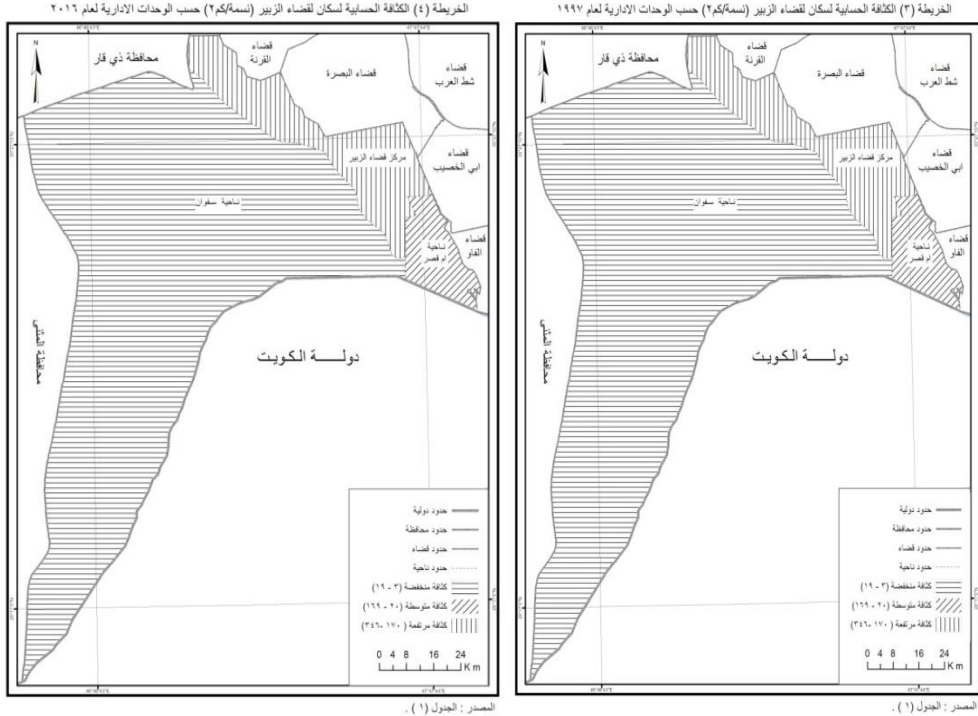 الخريطة (٣) الكثافة الحسابية لسكان لقضاء الزبير (نسمة/كم٢) حسب الوحدات الادارية لعام ١٩٩٧
N
محافظة ذي قار
قضاء
القرنة
قضاء البصرة
قضاء
شط العرب
مركز قضاء الزبير
قضاء
ابي الخصيب
ناحية سفوان
ناحية
ام قصر
قضاء
الفاو
محافظة المثنى
دولـــــة الكويت
حدود دولية
حدود محافظة
حدود قضاء
حدود ناحية
كثافة منخفضة (٣ - ١٩)
كثافة متوسطة (٢٠ - ١٦٩)
كثافة مرتفعة (١٧٠ - ٣٤٦)
0 4 8 16 24
Km
المصدر : الجدول (١) .
الخريطة (٤) الكثافة الحسابية لسكان لقضاء الزبير (نسمة/كم٢) حسب الوحدات الادارية لعام ٢٠١٦
N
محافظة ذي قار
قضاء
القرنة
قضاء البصرة
قضاء
شط العرب
مركز قضاء الزبير
قضاء
ابي الخصيب
ناحية سفوان
ناحية
ام قصر
قضاء
الفاو
محافظة المثنى
دولـــــة الكويت
حدود دولية
حدود محافظة
حدود قضاء
حدود ناحية
كثافة منخفضة (٣ - ١٩)
كثافة متوسطة (٢٠ - ١٦٩)
كثافة مرتفعة (١٧٠ - ٣٤٦)
0 4 8 16 24
Km
المصدر : الجدول (١) .